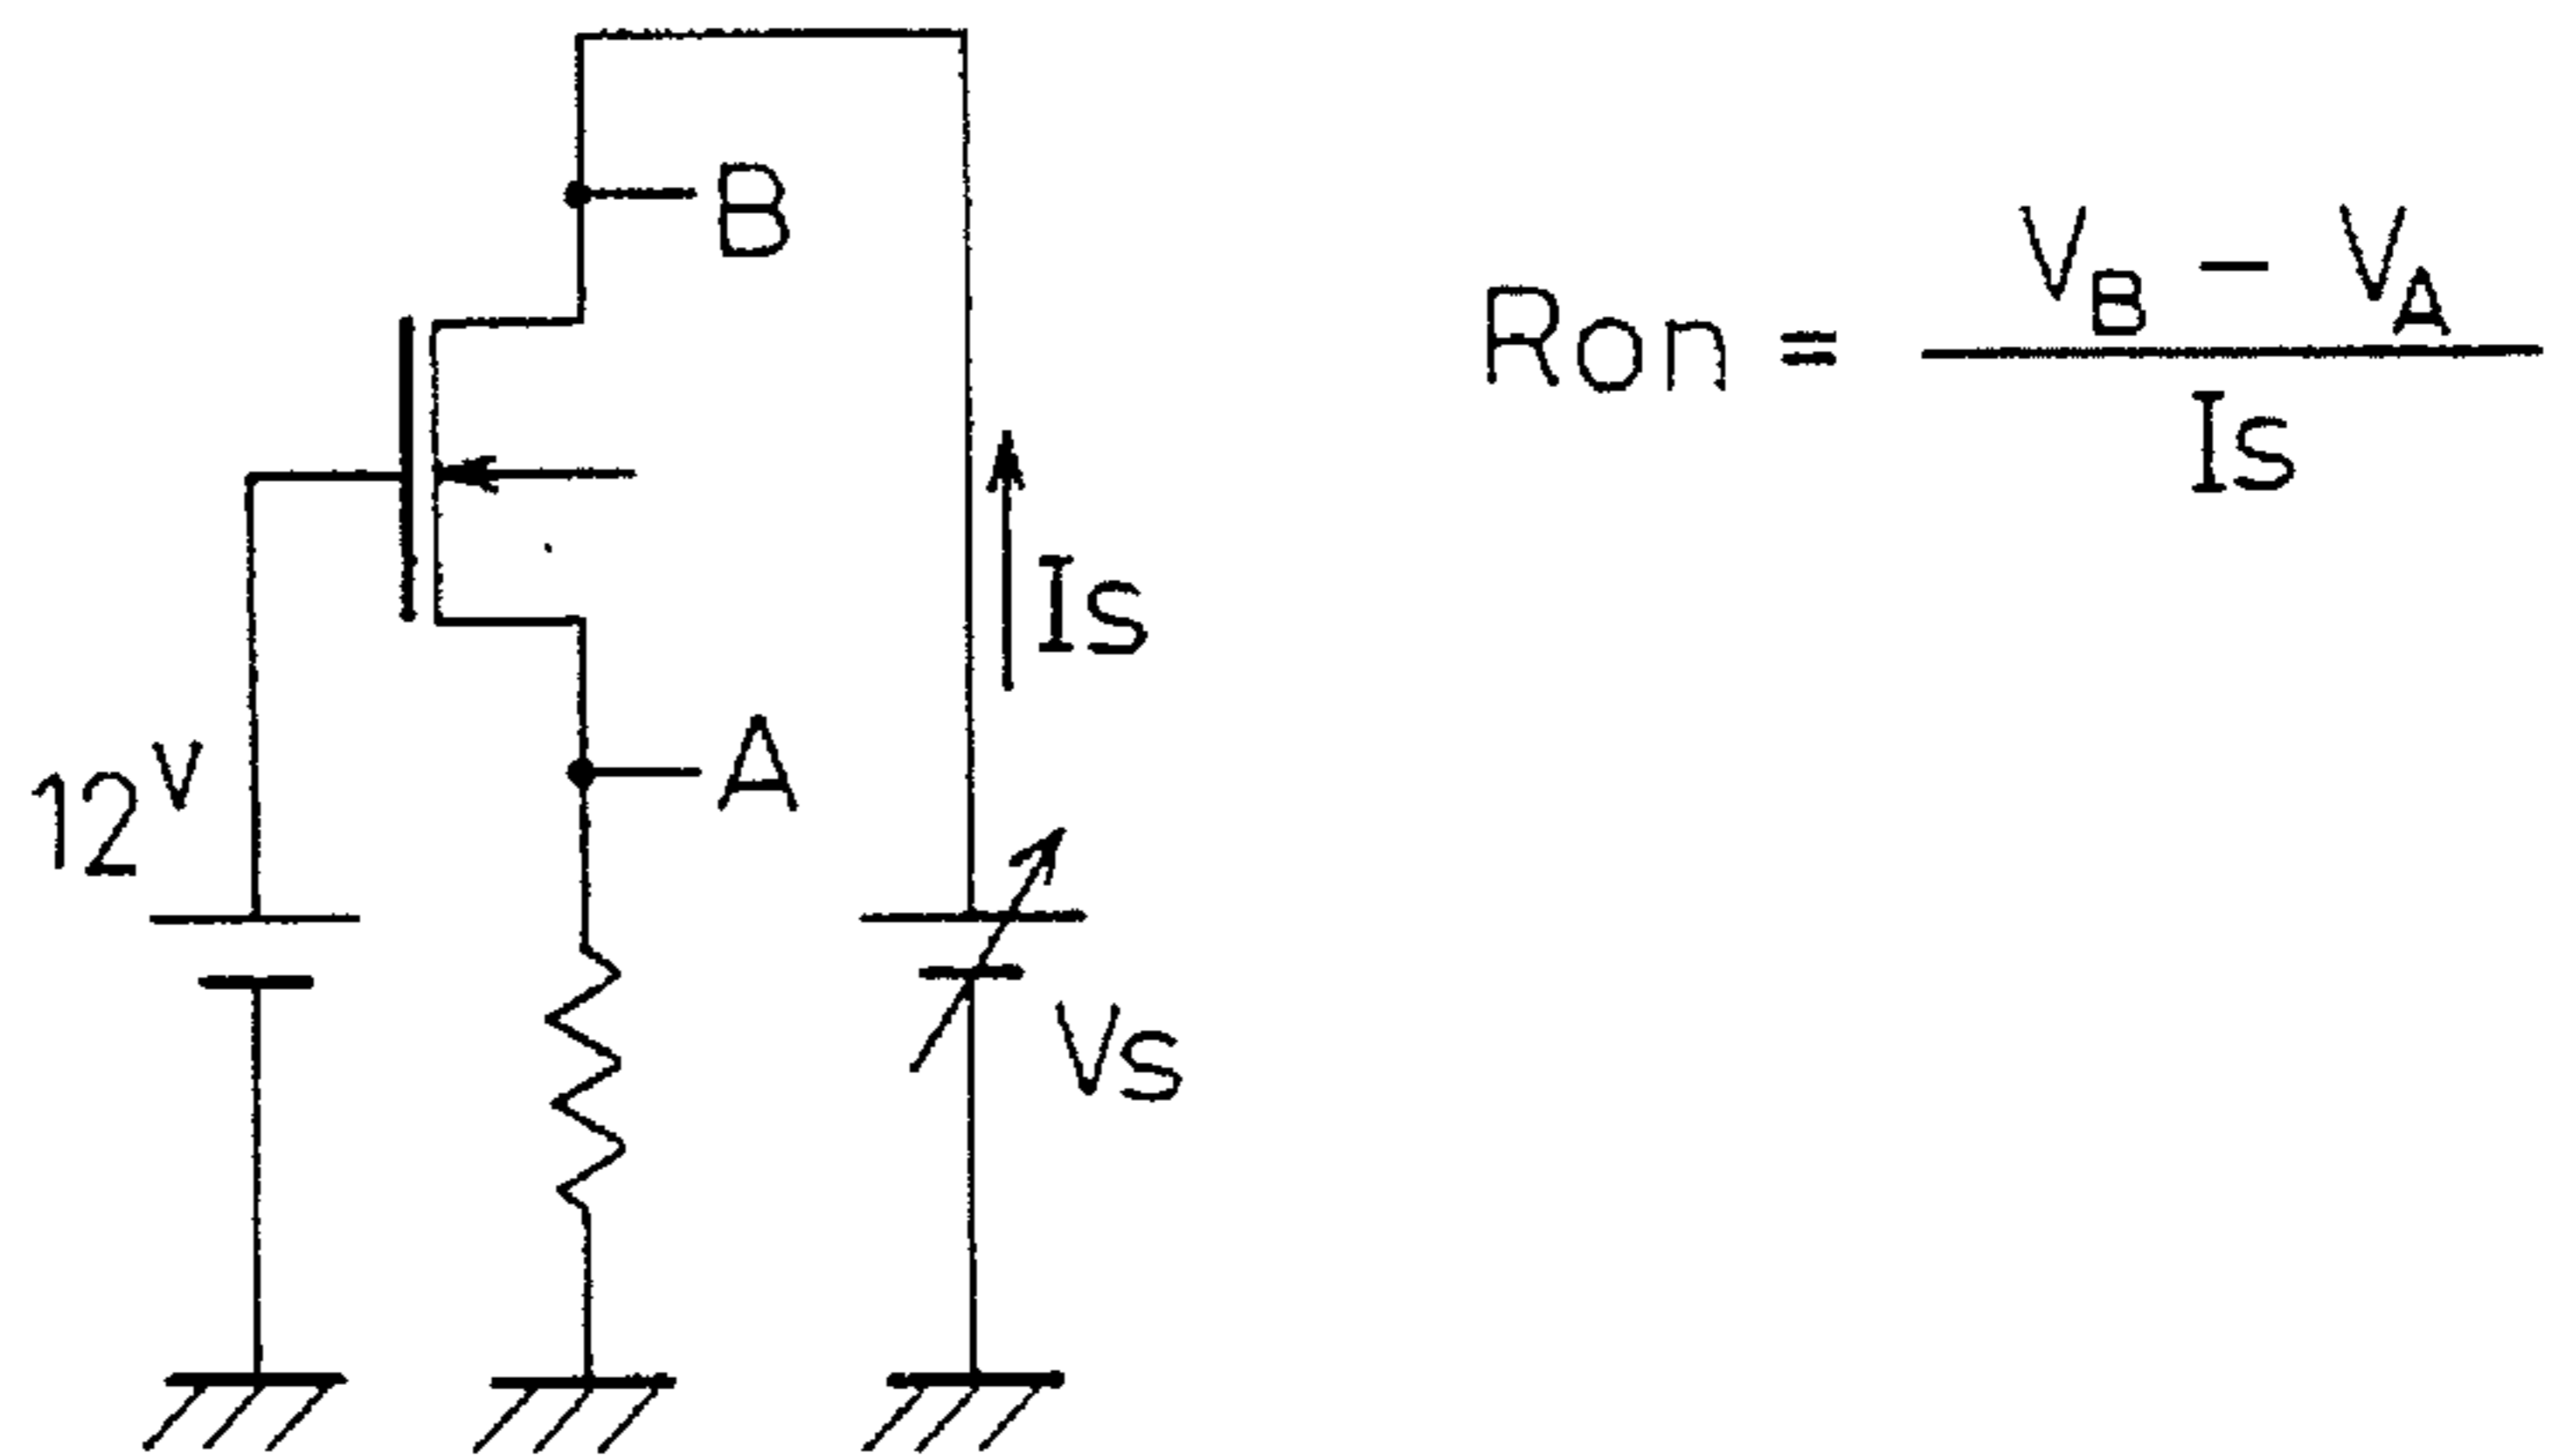 B
Ron = V_B - V_A / Is
Is
12V
A
Vs